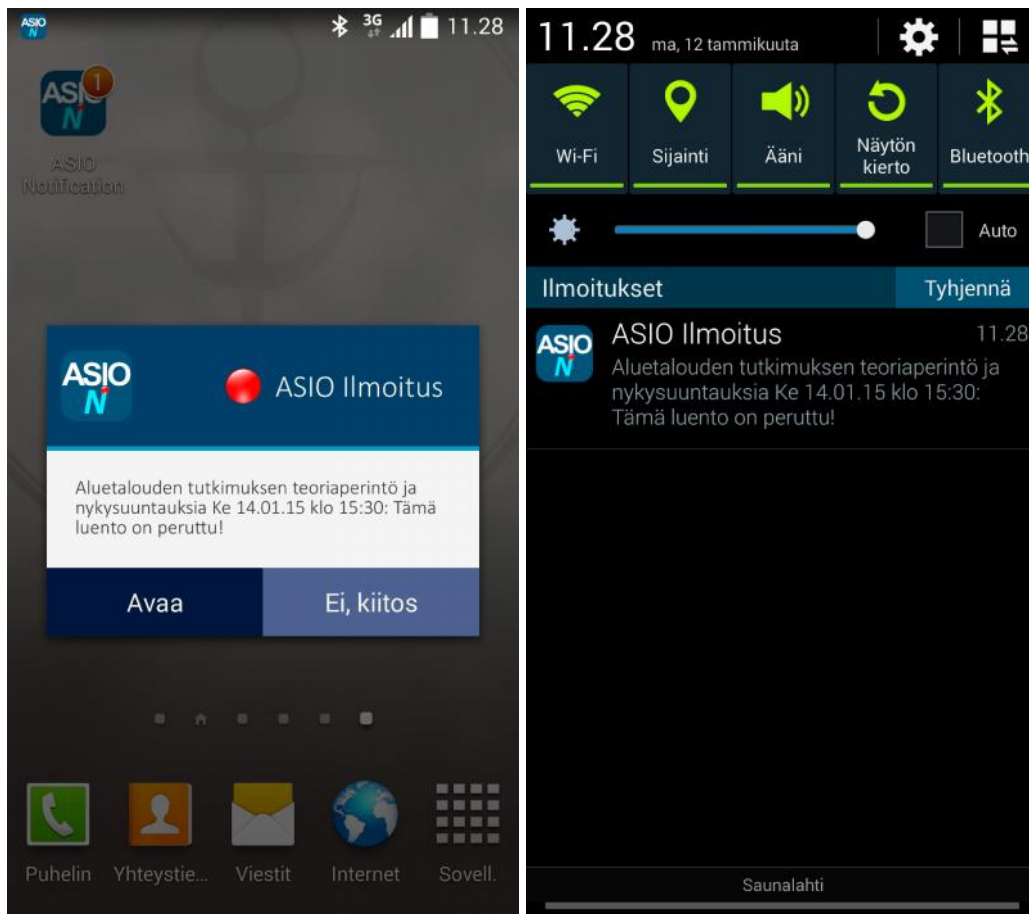 ASIO
N
3G
11.28
ASIO
N
1
ASIO
Notification
ASIO
N
ASIO Ilmoitus
Aluetalouden tutkimuksen teoriaperintö ja
nykysuuntauksia Ke 14.01.15 klo 15:30: Tämä
luento on peruttu!
Avaa
Ei, kiitos
Puhelin
Yhteystie...
Viestit
Internet
Sovell.
11.28
ma, 12 tammikuuta
Wi-Fi
Sijainti
Ääni
Näytön
kierto
Bluetooth
Auto
Ilmoitukset
Tyhjennä
ASIO
N
ASIO Ilmoitus
11.28
Aluetalouden tutkimuksen teoriaperintö ja
nykysuuntauksia Ke 14.01.15 klo 15:30:
Tämä luento on peruttu!
Saunalahti